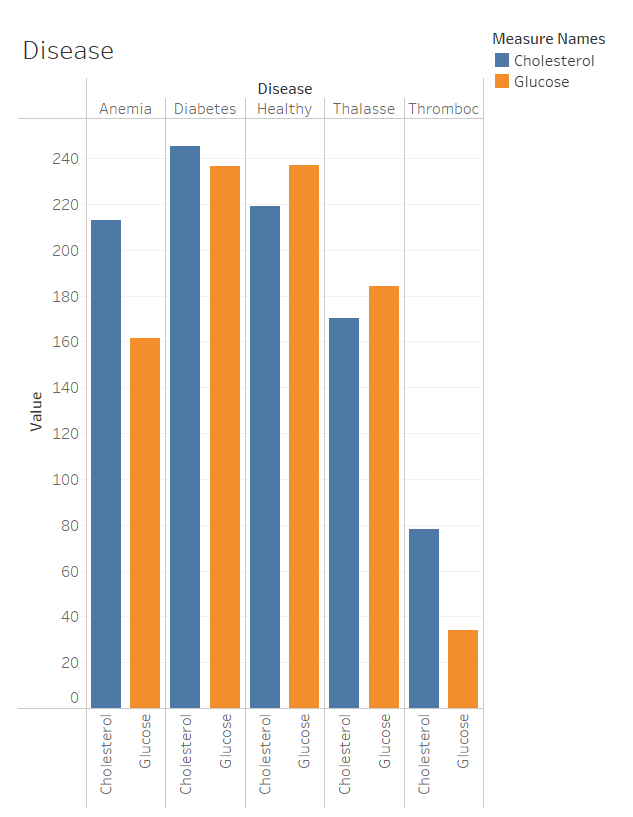 Measure Names
Cholesterol
Glucose
Disease
Disease
Anemia Diabetes Healthy Thalasse Thromboc
240
220
200
180
160
140
120
100
80
60
40
20
0
Value
Cholesterol Glucose Cholesterol Glucose Cholesterol Glucose Cholesterol Glucose Cholesterol Glucose